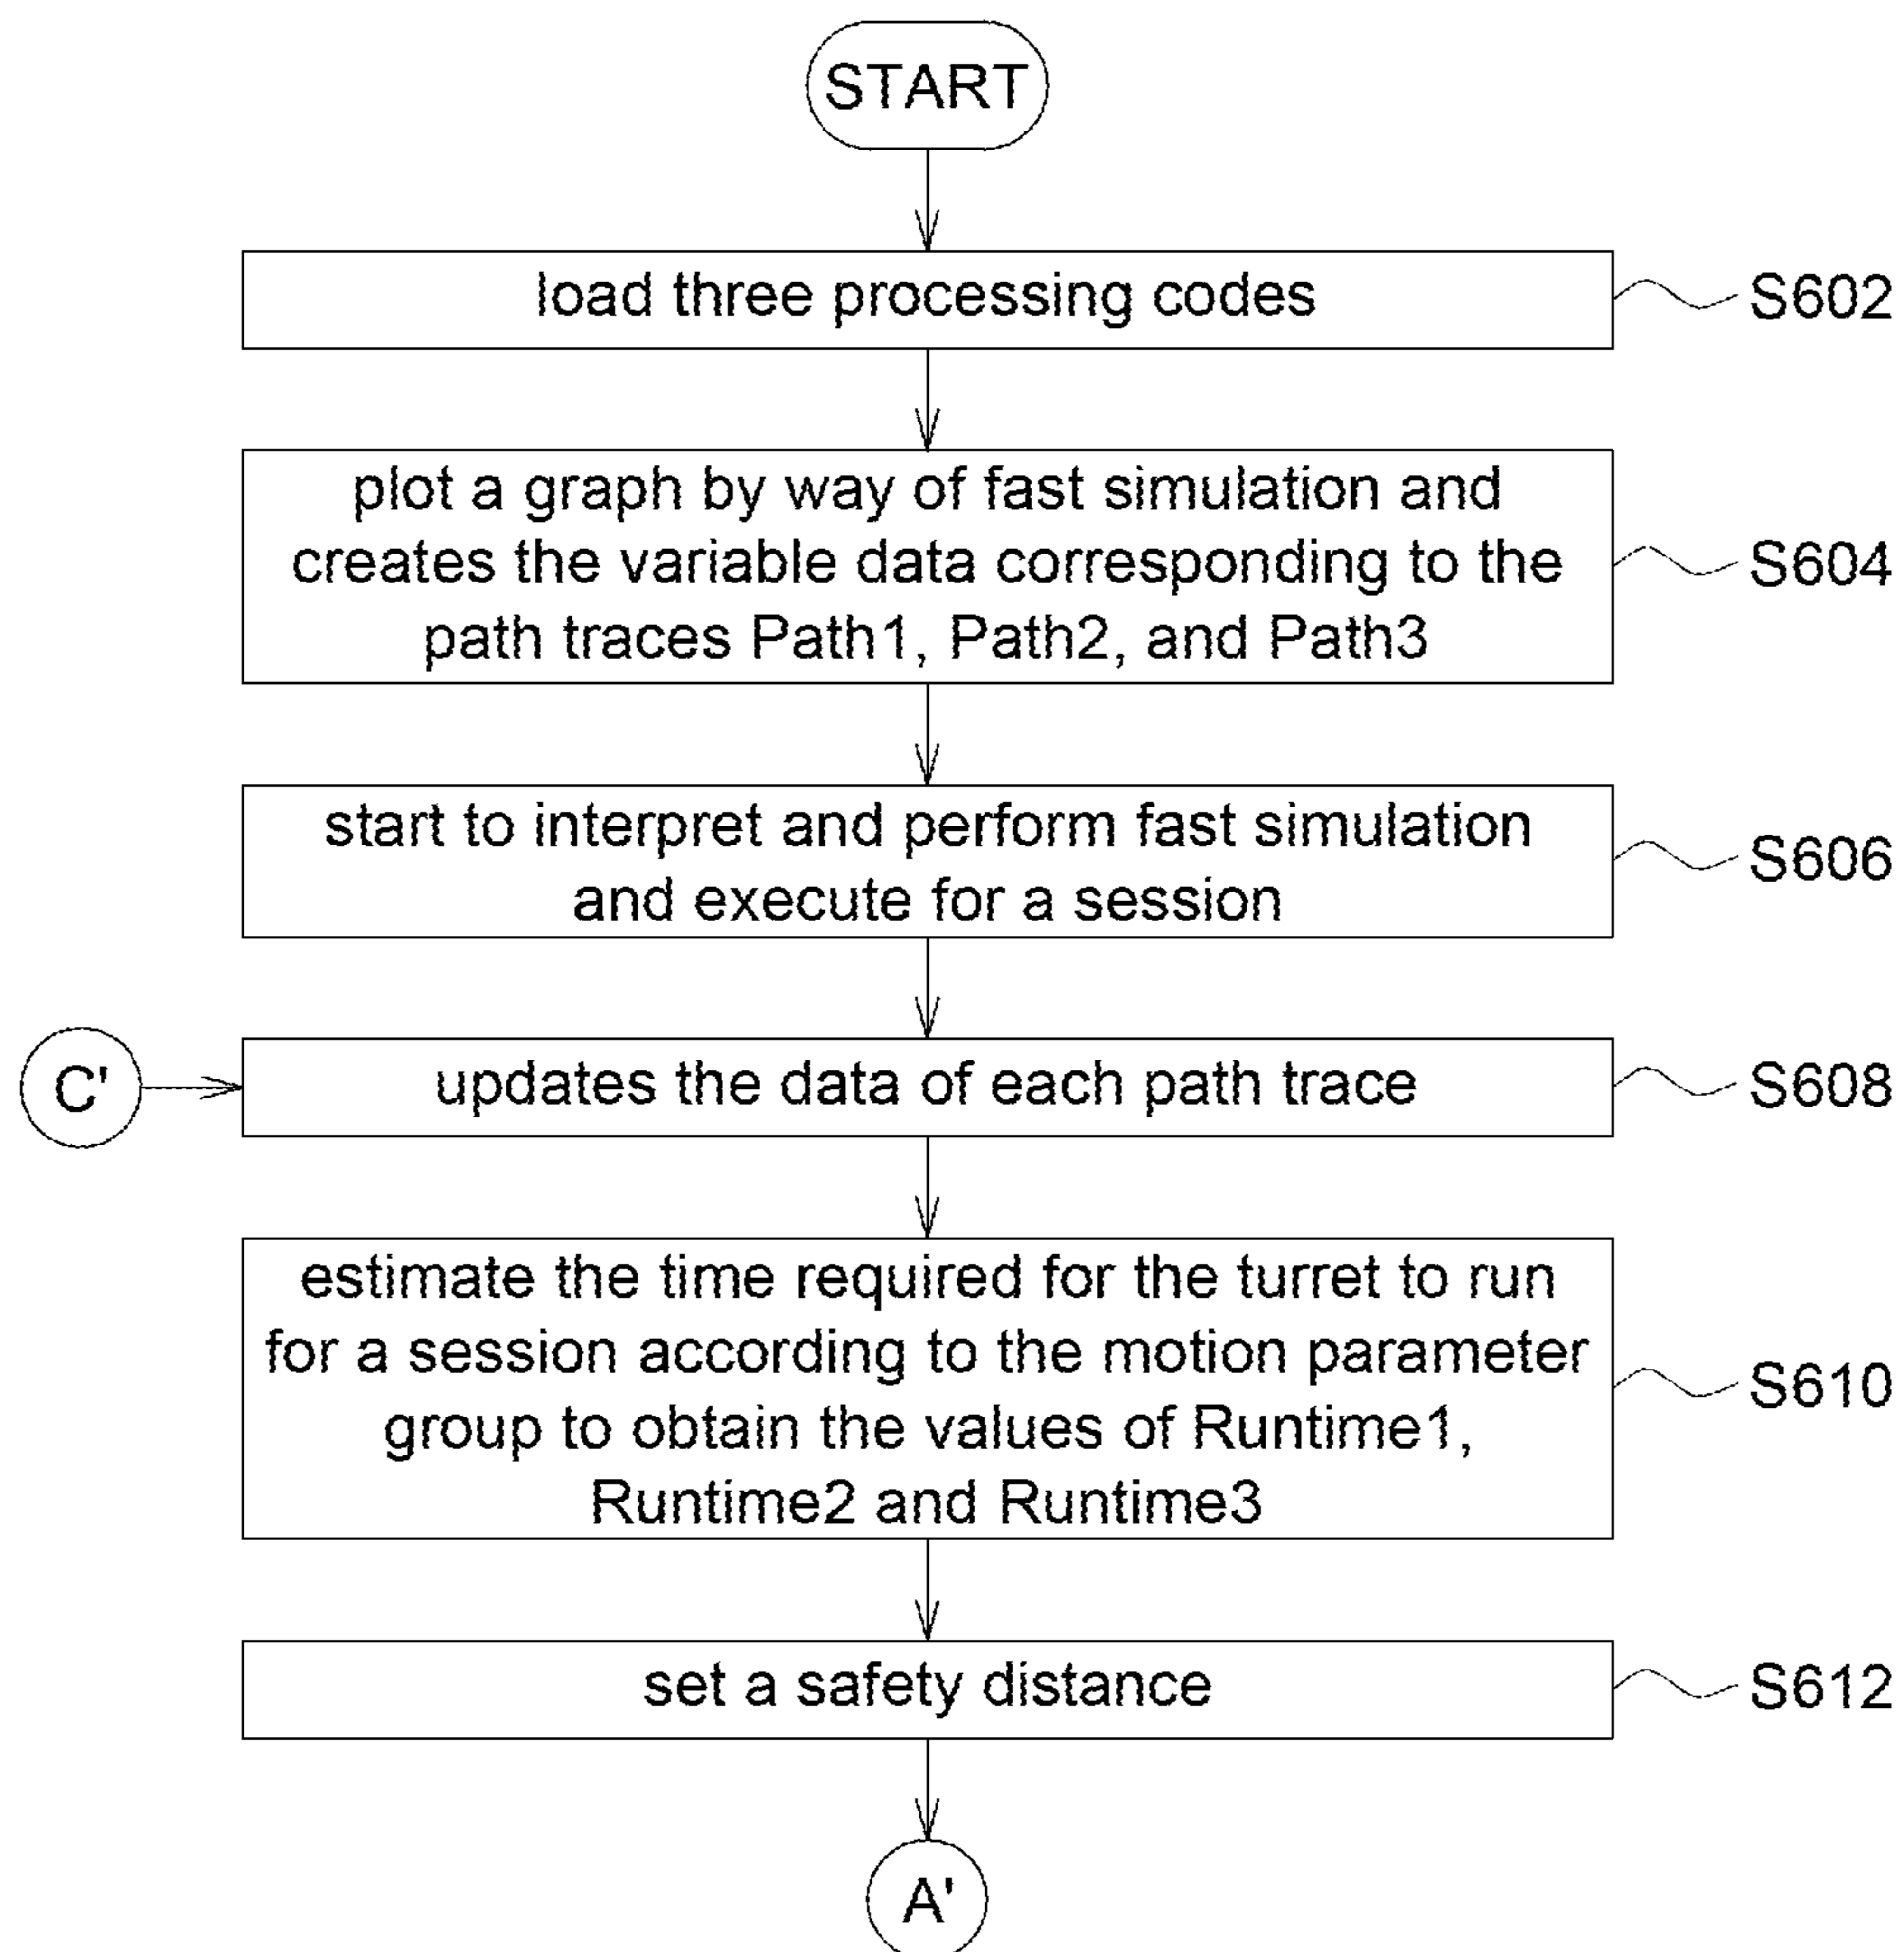 START
load three processing codes
S602
plot a graph by way of fast simulation and
creates the variable data corresponding to the
path traces Path1, Path2, and Path3
S604
start to interpret and perform fast simulation
and execute for a session
S606
C'
updates the data of each path trace
S608
estimate the time required for the turret to run
for a session according to the motion parameter
group to obtain the values of Runtime1,
Runtime2 and Runtime3
S610
set a safety distance
S612
A'